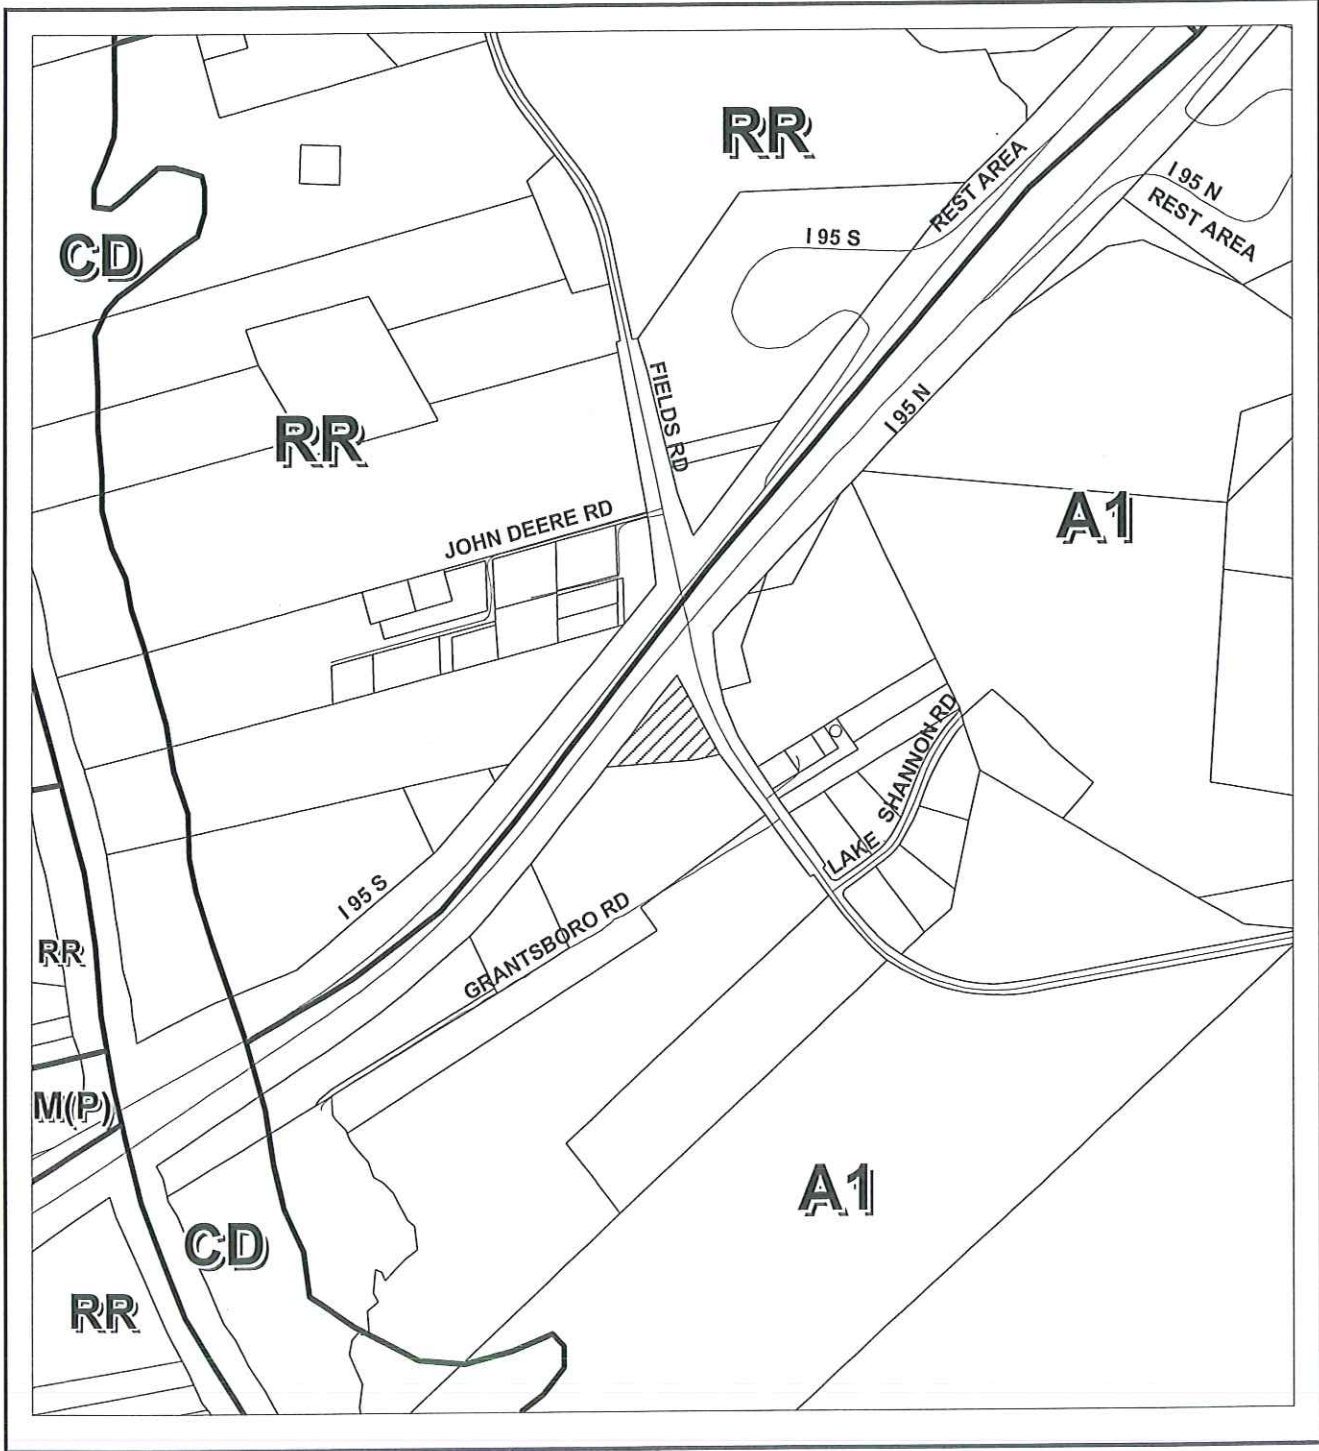 RR
REST AREA
I 95 N
REST AREA
CD
I 95 S
FIELDS RD
I 95 N
RR
A1
JOHN DEERE RD
LAKE SHANNON RD
I 95 S
GRANTSBORO RD
RR
M(P)
A1
CD
RR